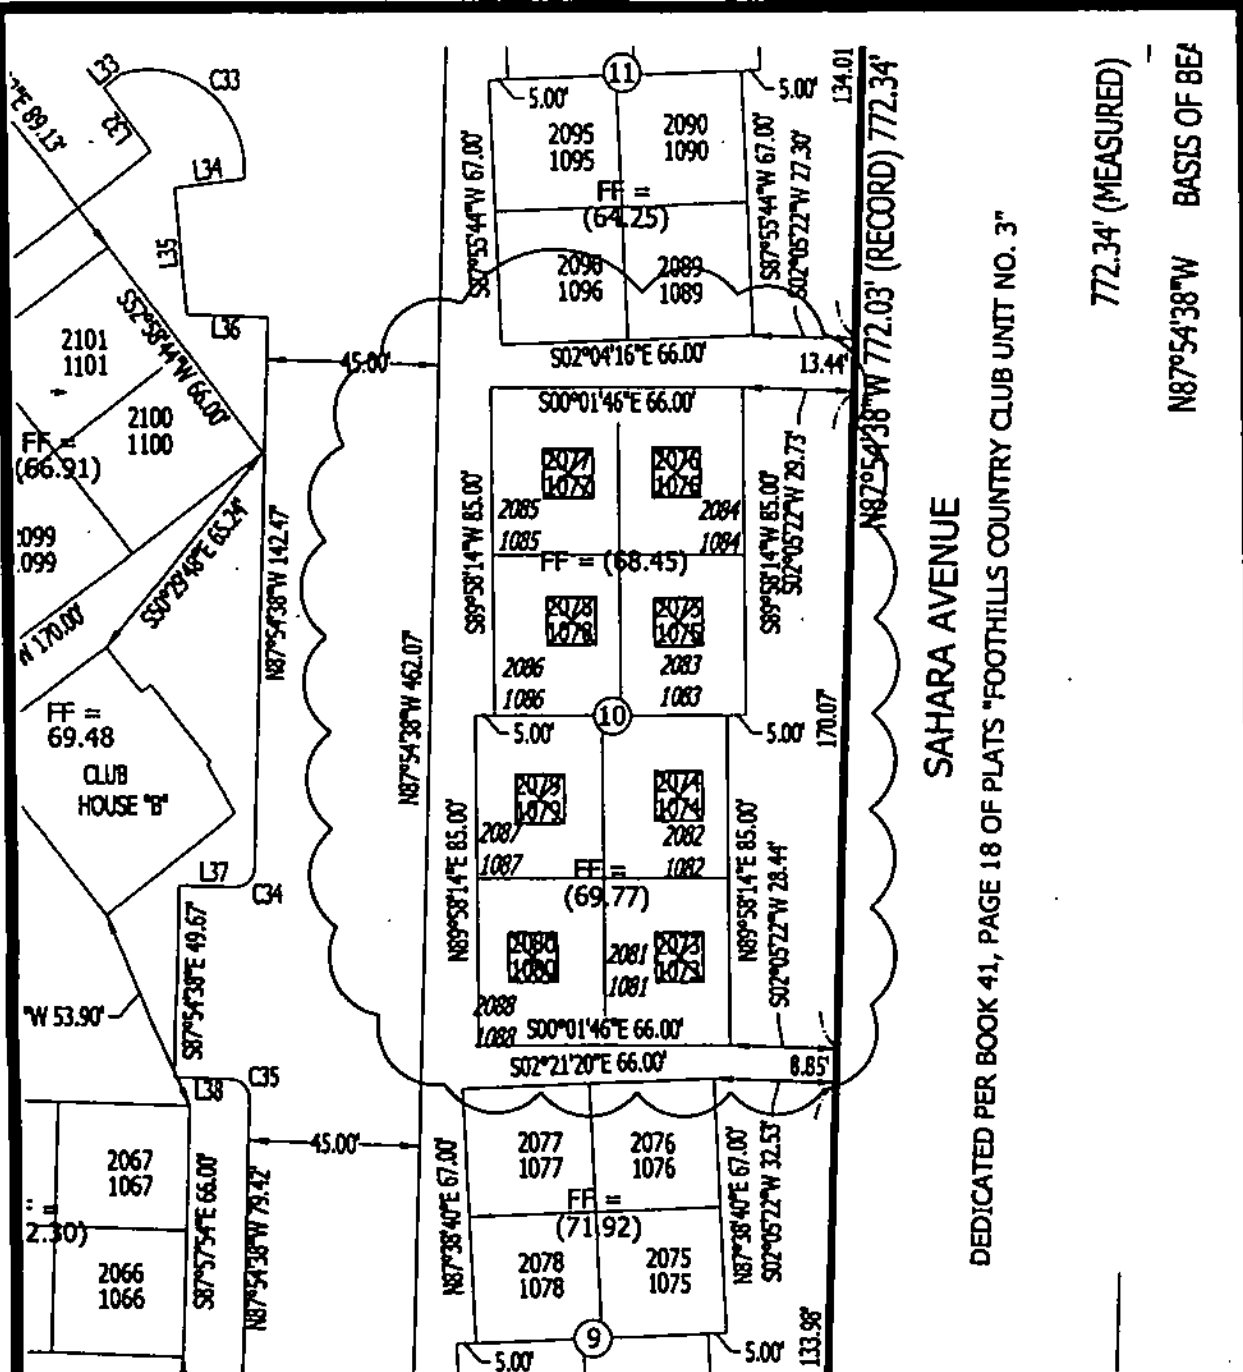 L33
C33
"E 89.13'
L32
L34
L35
L36
11
5.00'
5.00'
2095
1095
2090
1090
FF =
(64.25)
2096
1096
2089
1089
S87°55'44"W 67.00'
S87°55'44"W 67.00'
S02°05'22"W 27.30'
134.01
N87°54'38"W 772.03' (RECORD) 772.34'
772.34' (MEASURED)
N87°54'38"W BASIS OF BEA
S02°04'16"E 66.00'
13.44'
45.00'
2101
1101
2100
1100
S52°58'44"W 66.00'
FF =
(66.91)
099
099
S50°29'48"E 65.24'
W 170.00'
N87°54'38"W 142.47'
S00°01'46"E 66.00'
2077
1077
2076
1076
2085
1085
2084
1084
FF = (68.45)
S89°58'14"W 85.00'
S89°58'14"W 85.00'
S02°05'22"W 29.73'
2078
1078
2075
1075
2086
1086
2083
1083
10
5.00'
5.00'
170.07'
N87°54'38"W 462.07'
SAHARA AVENUE
DEDICATED PER BOOK 41, PAGE 18 OF PLATS "FOOTHILLS COUNTRY CLUB UNIT NO. 3"
FF =
69.48
CLUB
HOUSE "B"
2079
1079
2074
1074
2087
1087
2082
1082
FF =
(69.77)
N89°58'14"E 85.00'
N89°58'14"E 85.00'
S02°05'22"W 28.44'
2080
1080
2073
1073
2081
1081
2088
1088
S00°01'46"E 66.00'
S02°21'20"E 66.00'
8.85'
L37
C34
S87°54'38"E 49.67'
"W 53.90'
L38
C35
45.00'
2067
1067
2066
1066
=
2.30)
S87°57'54"E 66.00'
N87°54'38"W 79.42'
2077
1077
2076
1076
FF =
(71.92)
2078
1078
2075
1075
N87°38'40"E 67.00'
N87°38'40"E 67.00'
S02°05'22"W 32.53'
133.98'
9
5.00'
5.00'